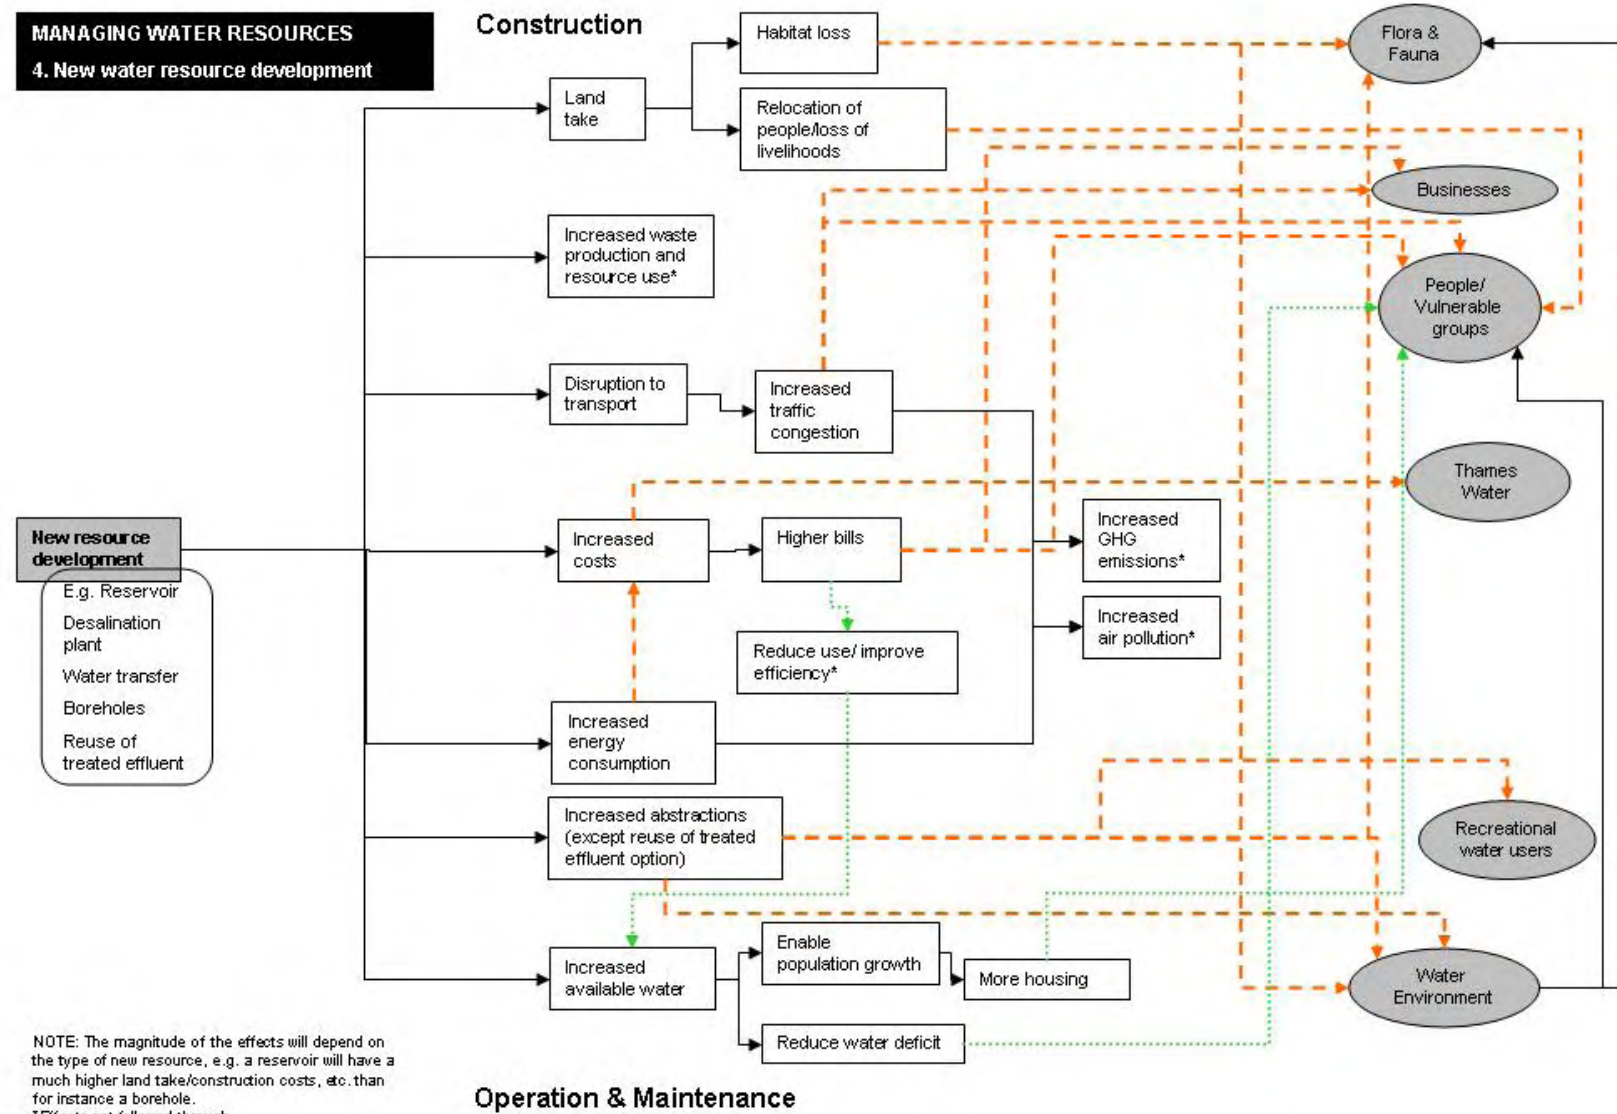 MANAGING WATER RESOURCES
4. New water resource development
Construction
Habitat loss
Flora &
Fauna
Land
take
Relocation of
people/loss of
livelihoods
Businesses
Increased waste
production and
resource use*
People/
Vulnerable
groups
Disruption to
transport
Increased
traffic
congestion
Thames
Water
New resource
development
E.g. Reservoir
Desalination
plant
Water transfer
Boreholes
Reuse of
treated effluent
Increased
costs
Higher bills
Increased
GHG
emissions*
Increased
air pollution*
Reduce use/ improve
efficiency*
Increased
energy
consumption
Increased abstractions
(except reuse of treated
effluent option)
Recreational
water users
Increased
available water
Enable
population growth
More housing
Water
Environment
Reduce water deficit
NOTE: The magnitude of the effects will depend on
the type of new resource, e.g. a reservoir will have a
much higher land take/construction costs, etc. than
for instance a borehole.
Operation & Maintenance